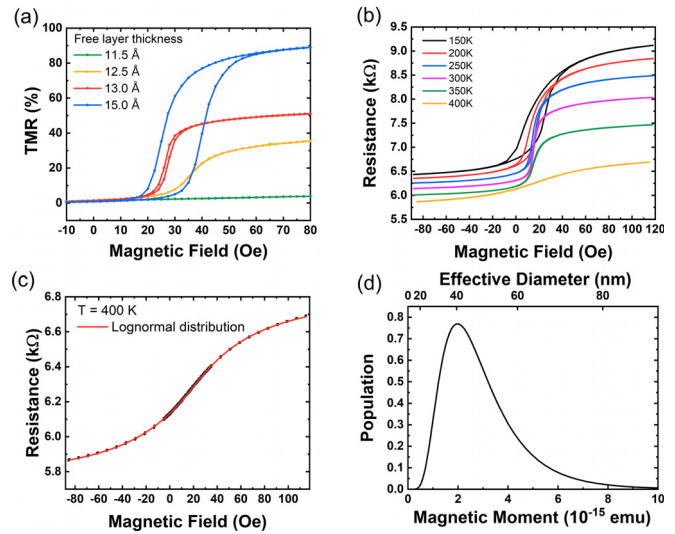 (a)
Free layer thickness
11.5 Å
12.5 Å
13.0 Å
15.0 Å
100
80
60
40
20
0
TMR (%)
-10 0 20 40 60 80
Magnetic Field (Oe)
(b)
150K
200K
250K
300K
350K
400K
9.5
9.0
8.5
8.0
7.5
7.0
6.5
6.0
5.5
Resistance (kΩ)
-80 -60 -40 -20 0 20 40 60 80 100 120
Magnetic Field (Oe)
(c)
T = 400 K
Lognormal distribution
6.8
6.6
6.4
6.2
6.0
5.8
Resistance (kΩ)
-80 -60 -40 -20 0 20 40 60 80 100
Magnetic Field (Oe)
(d)
Effective Diameter (nm)
0 20 40 60 80
0.8
0.7
0.6
0.5
0.4
0.3
0.2
0.1
0.0
Population
0 2 4 6 8 10
Magnetic Moment (10⁻¹⁵ emu)